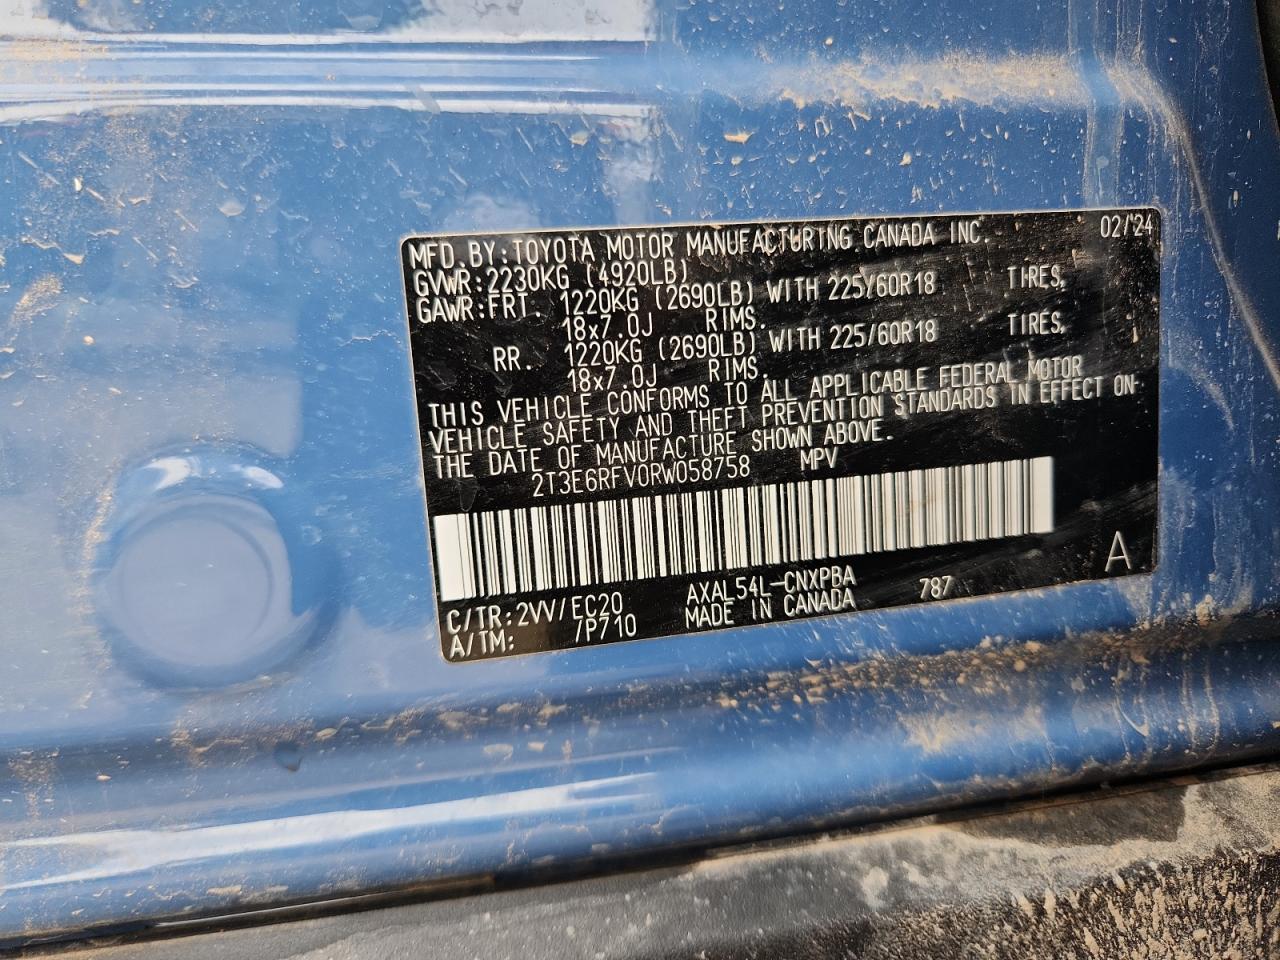 MFD. BY: TOYOTA MOTOR MANUFACTURING CANADA INC. 02/'24
GVWR: 2230KG (4920LB)
GAWR: FRT. 1220KG (2690LB) WITH 225/60R18 TIRES,
18x7.0J RIMS.
RR. 1220KG (2690LB) WITH 225/60R18 TIRES.
18x7.0J RIMS.
THIS VEHICLE CONFORMS TO ALL APPLICABLE FEDERAL MOTOR
VEHICLE SAFETY AND THEFT PREVENTION STANDARDS IN EFFECT ON
THE DATE OF MANUFACTURE SHOWN ABOVE.
2T3E6RFV0RW058758 MPV
A
C/TR: 2VV/EC20 AXAL54L-CNXPBA 787
A/TM: /P710 MADE IN CANADA